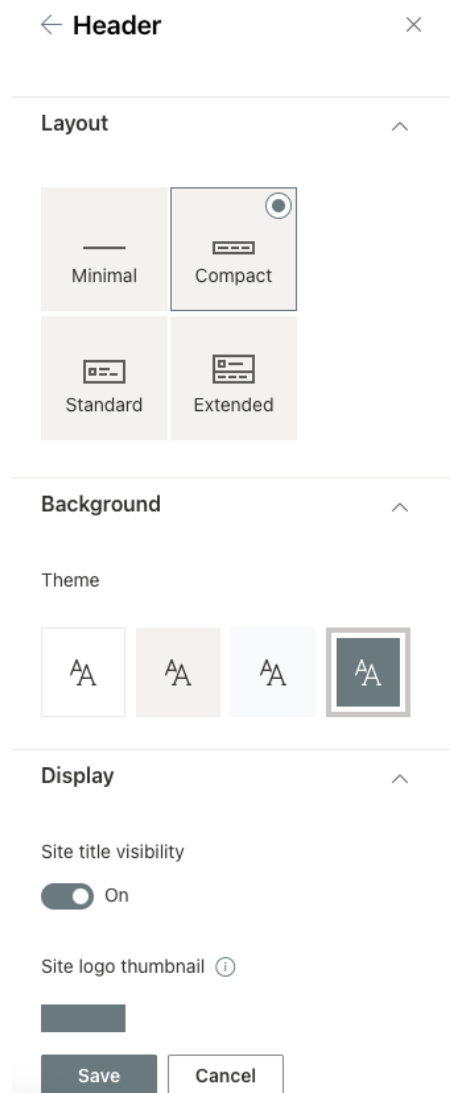 Header
Layout
Minimal
Compact
Standard
Extended
Background
Theme
AA AA AA AA
Display
Site title visibility
On
Site logo thumbnail
Save Cancel